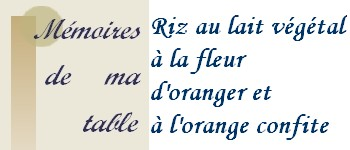 Mémoires
de ma
table
Riz au lait végétal
à la fleur
d'oranger et
à l'orange confite